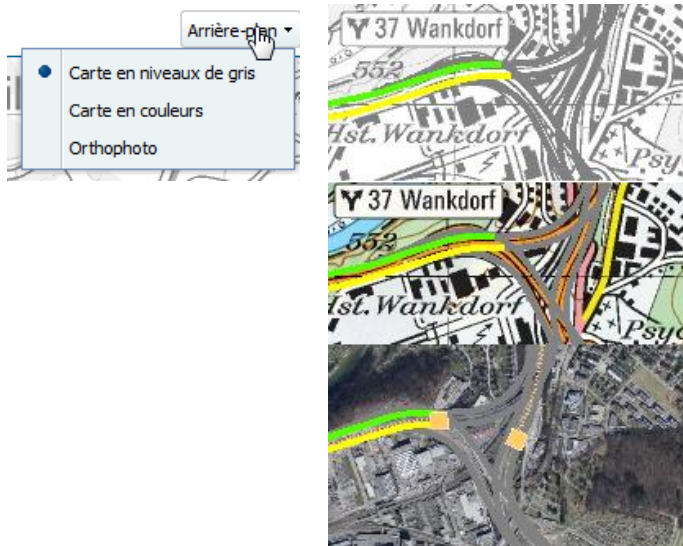 Arrière-plan
Carte en niveaux de gris
Carte en couleurs
Orthophoto
37 Wankdorf
552
Hst. Wankdorf
Psy
37 Wankdorf
552
Hst. Wankdorf
Psyc